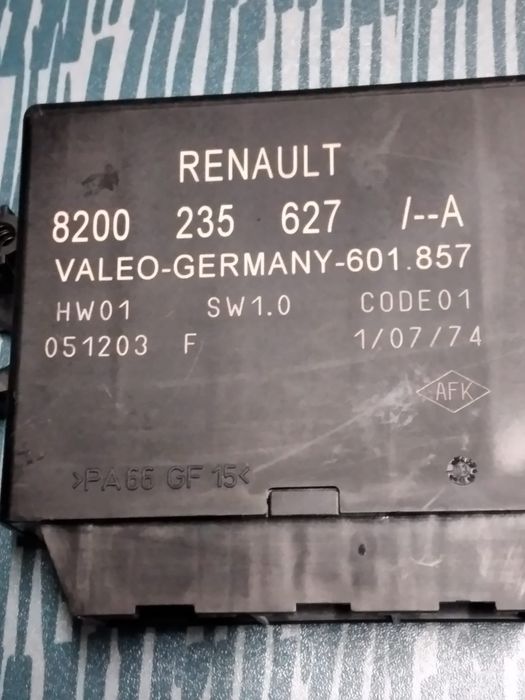 RENAULT
8200 235 627 /--A
VALEO-GERMANY-601.857
HW01 SW1.0 CODE01
051203 F 1/07/74
AFK
>PA66 GF 15<